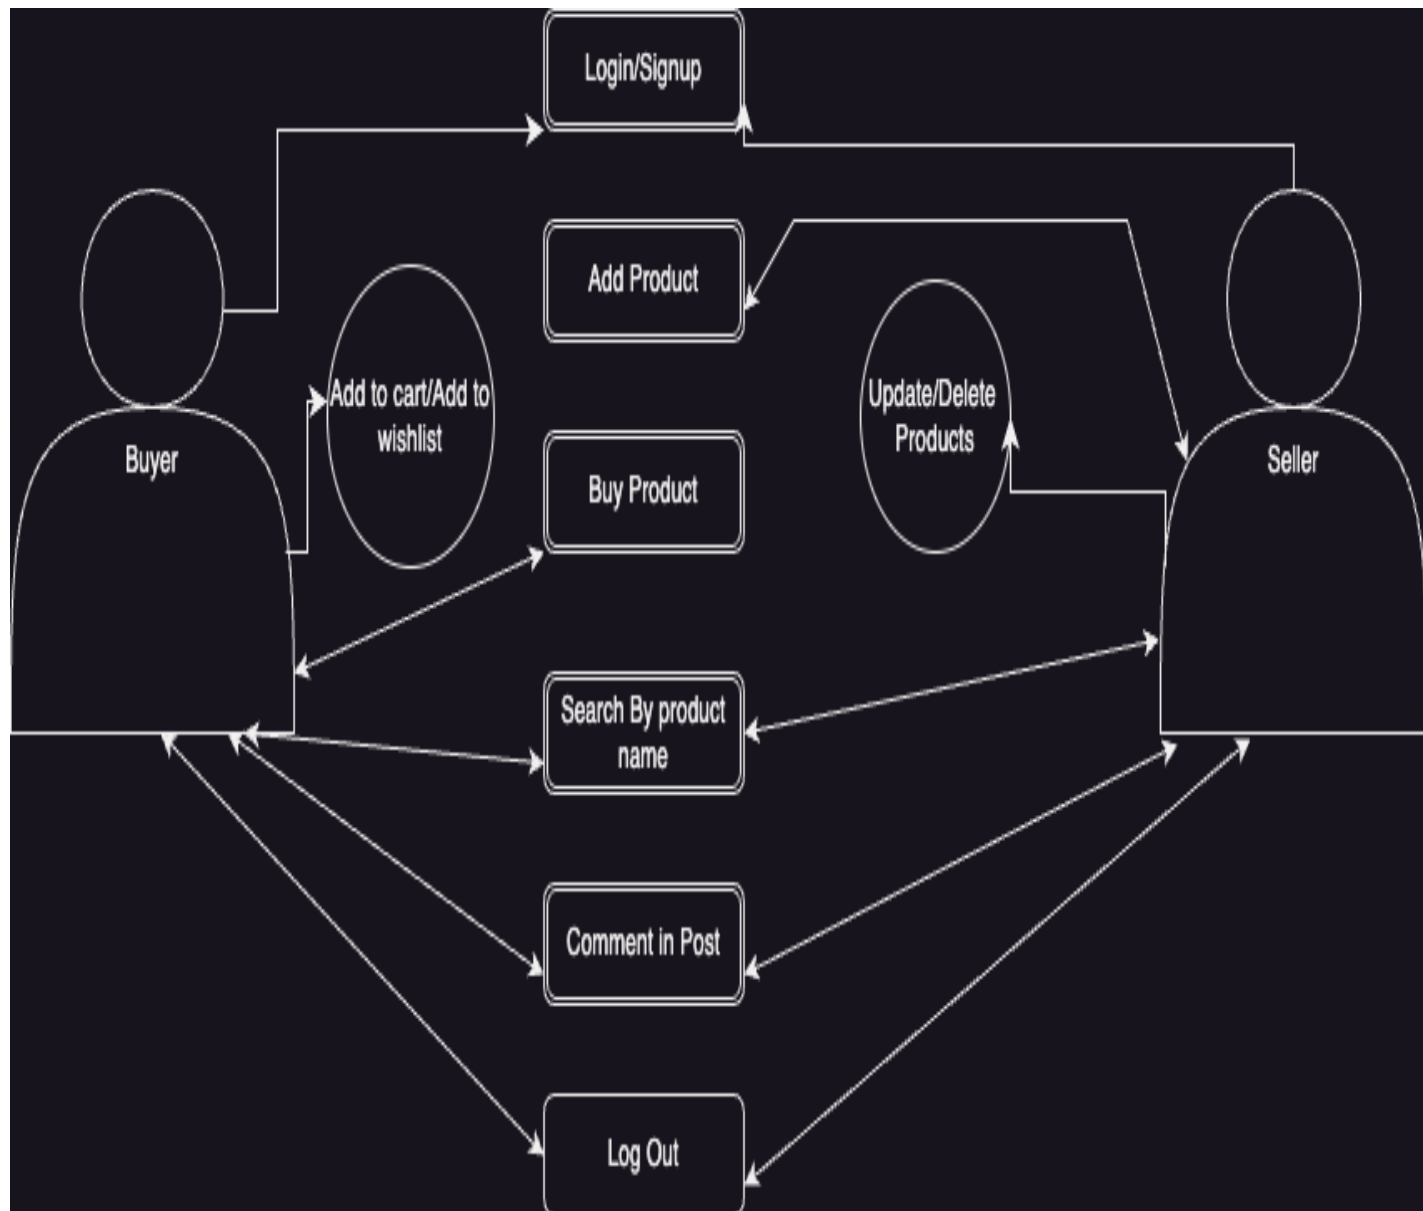 Login/Signup
Add Product
Add to cart/Add to
wishlist
Update/Delete
Products
Buyer
Buy Product
Seller
Search By product
name
Comment in Post
Log Out